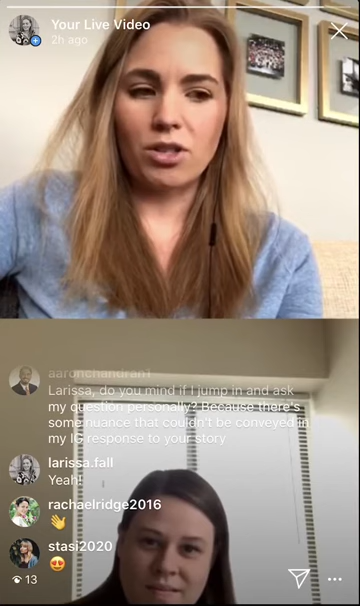 Your Live Video
2h ago
aaronchandran1
Larissa, do you mind if I jump in and ask
my question personally? Because there's
some nuance that couldn't be conveyed in
my IG response to your story
larissa.fall
Yeah!
rachaelridge2016
👋
stasi2020
😍
13